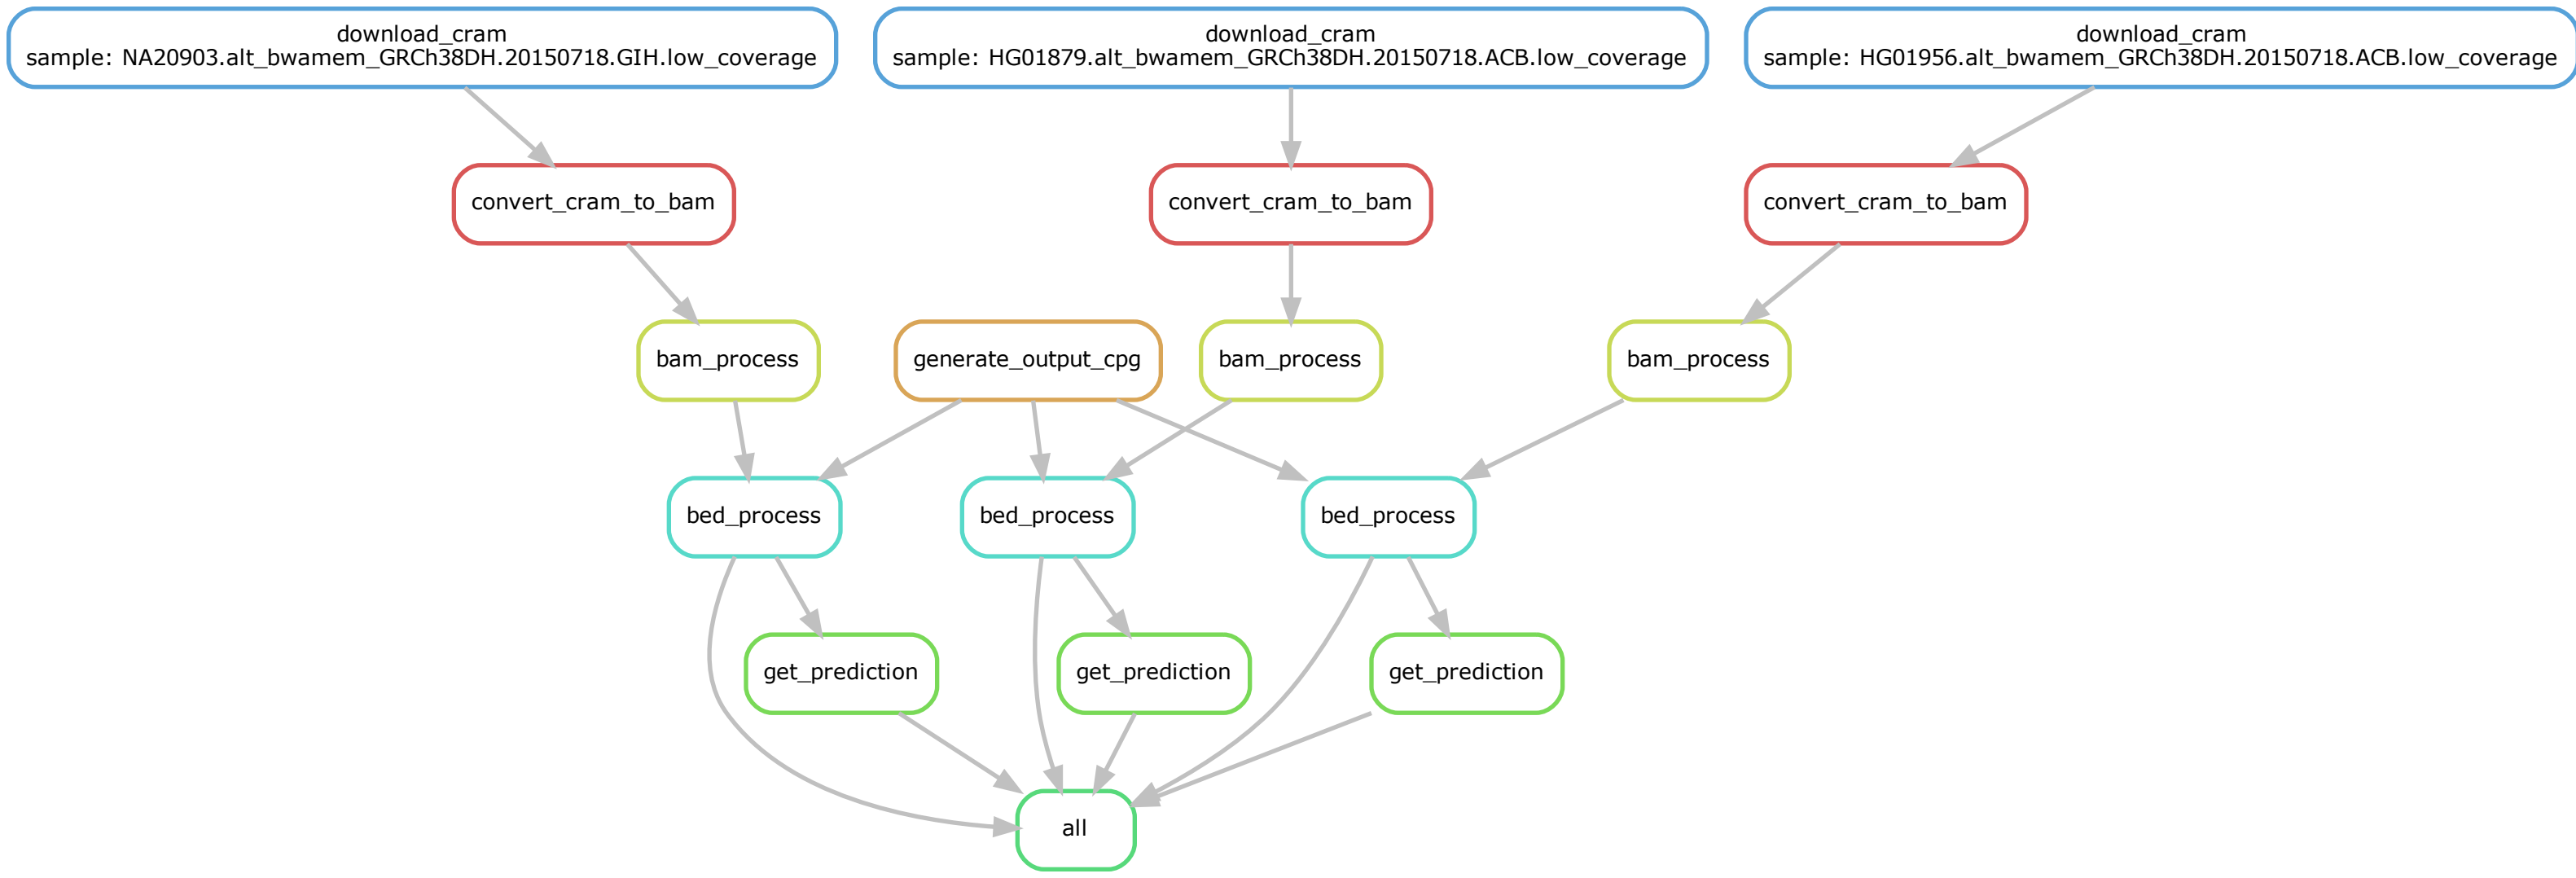 download_cram
sample: NA20903.alt_bwamem_GRCh38DH.20150718.GIH.low_coverage
download_cram
sample: HG01879.alt_bwamem_GRCh38DH.20150718.ACB.low_coverage
download_cram
sample: HG01956.alt_bwamem_GRCh38DH.20150718.ACB.low_coverage
convert_cram_to_bam
convert_cram_to_bam
convert_cram_to_bam
bam_process
generate_output_cpg
bam_process
bam_process
bed_process
bed_process
bed_process
get_prediction
get_prediction
get_prediction
all